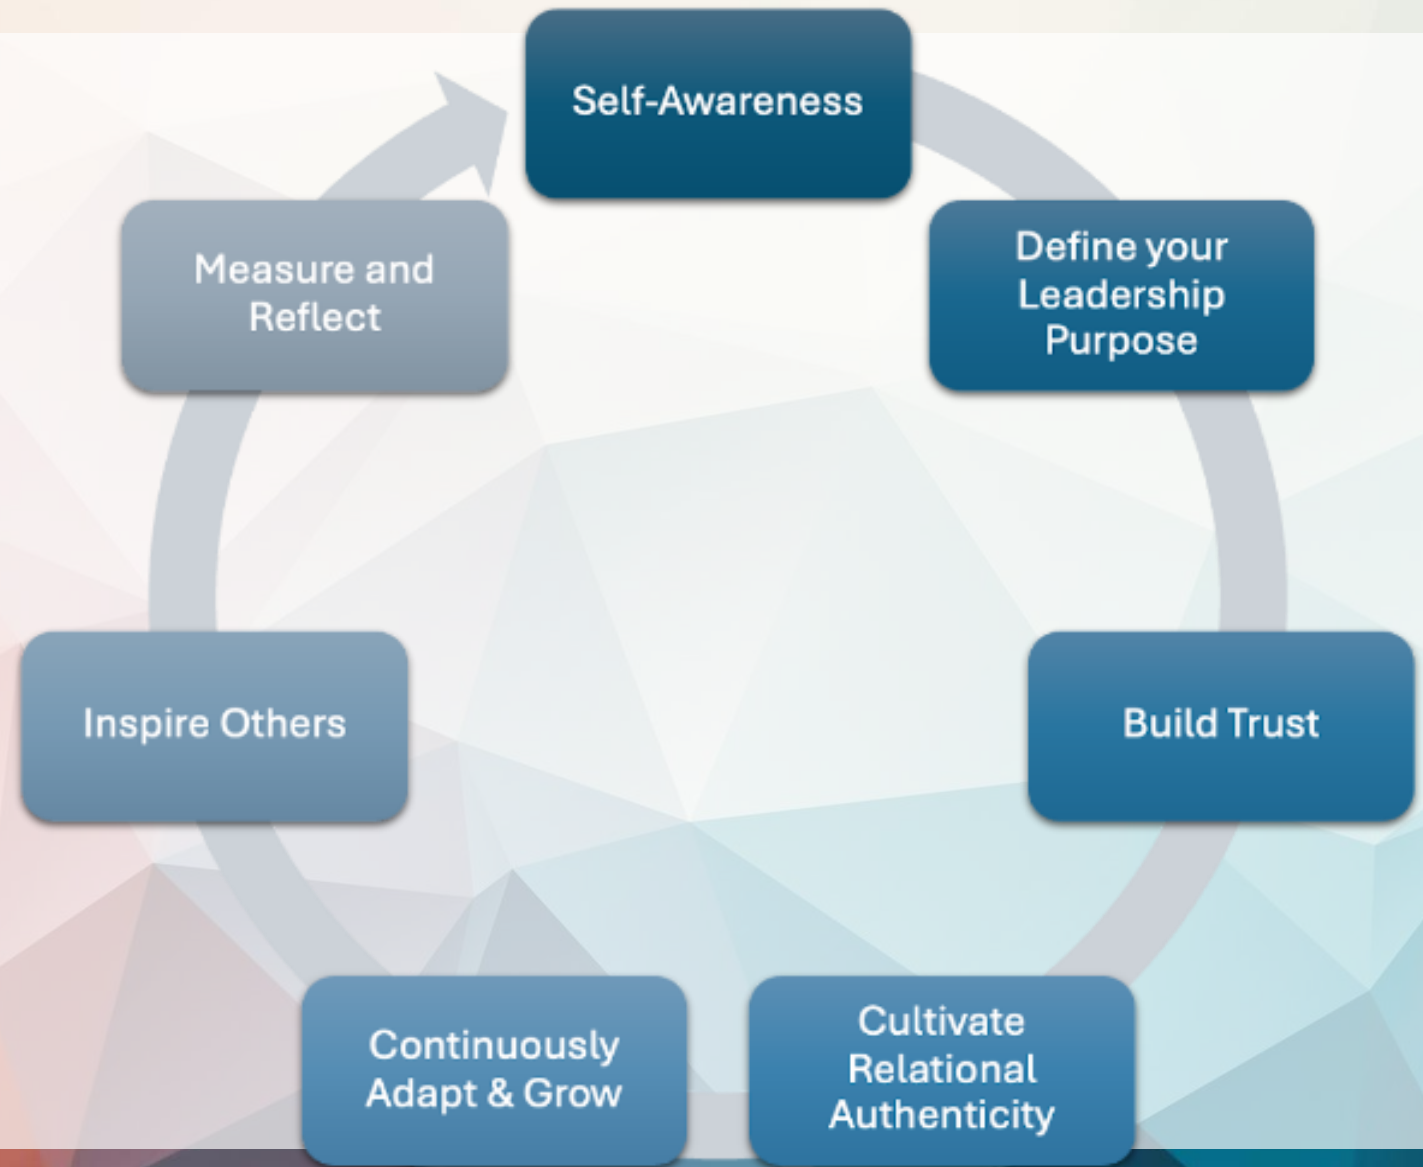 Self-Awareness
Define your
Leadership
Purpose
Build Trust
Cultivate
Relational
Authenticity
Continuously
Adapt & Grow
Inspire Others
Measure and
Reflect